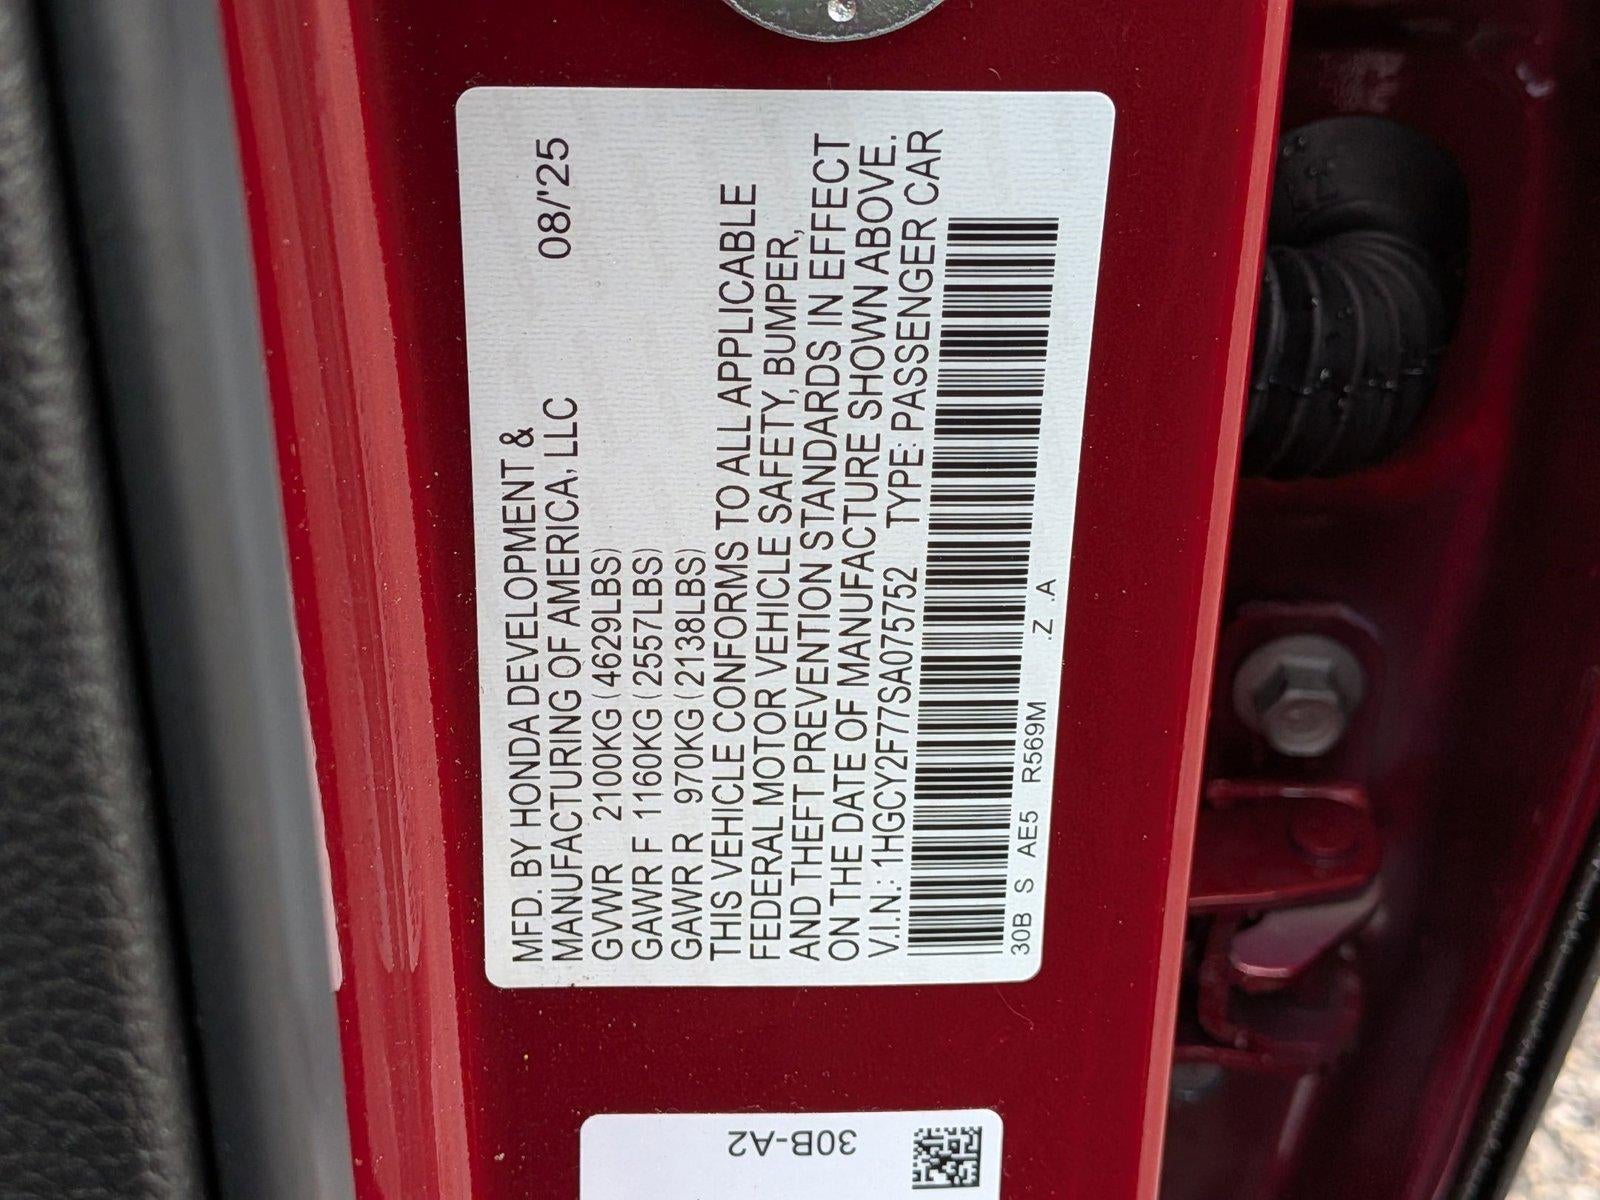 MFD. BY HONDA DEVELOPMENT &
MANUFACTURING OF AMERICA, LLC 08/'25
GVWR 2100KG (4629LBS)
GAWR F 1160KG (2557LBS)
GAWR R 970KG (2138LBS)
THIS VEHICLE CONFORMS TO ALL APPLICABLE
FEDERAL MOTOR VEHICLE SAFETY, BUMPER,
AND THEFT PREVENTION STANDARDS IN EFFECT
ON THE DATE OF MANUFACTURE SHOWN ABOVE.
V.I.N.: 1HGCY2F77SA075752 TYPE: PASSENGER CAR
30B S AE5 R569M Z .A
30B-A2